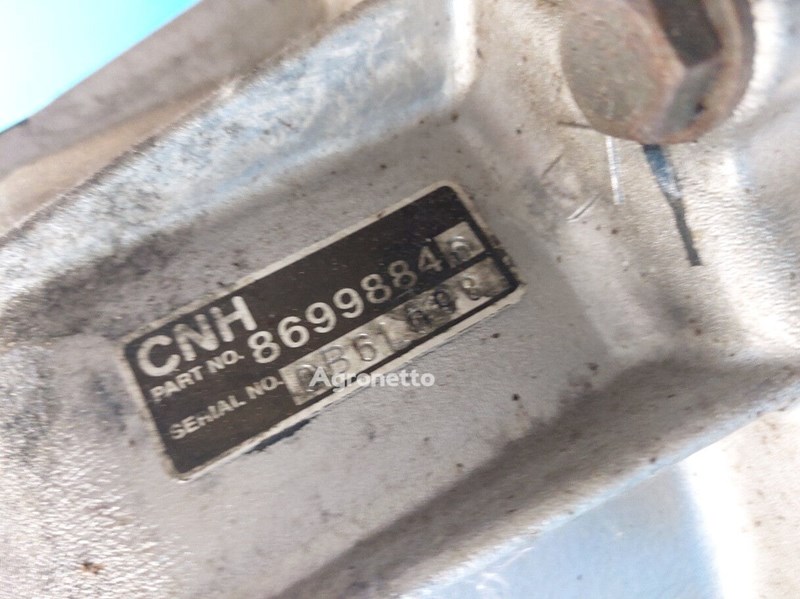 CNH
PART NO. 86998846
SERIAL NO.
Agronetto